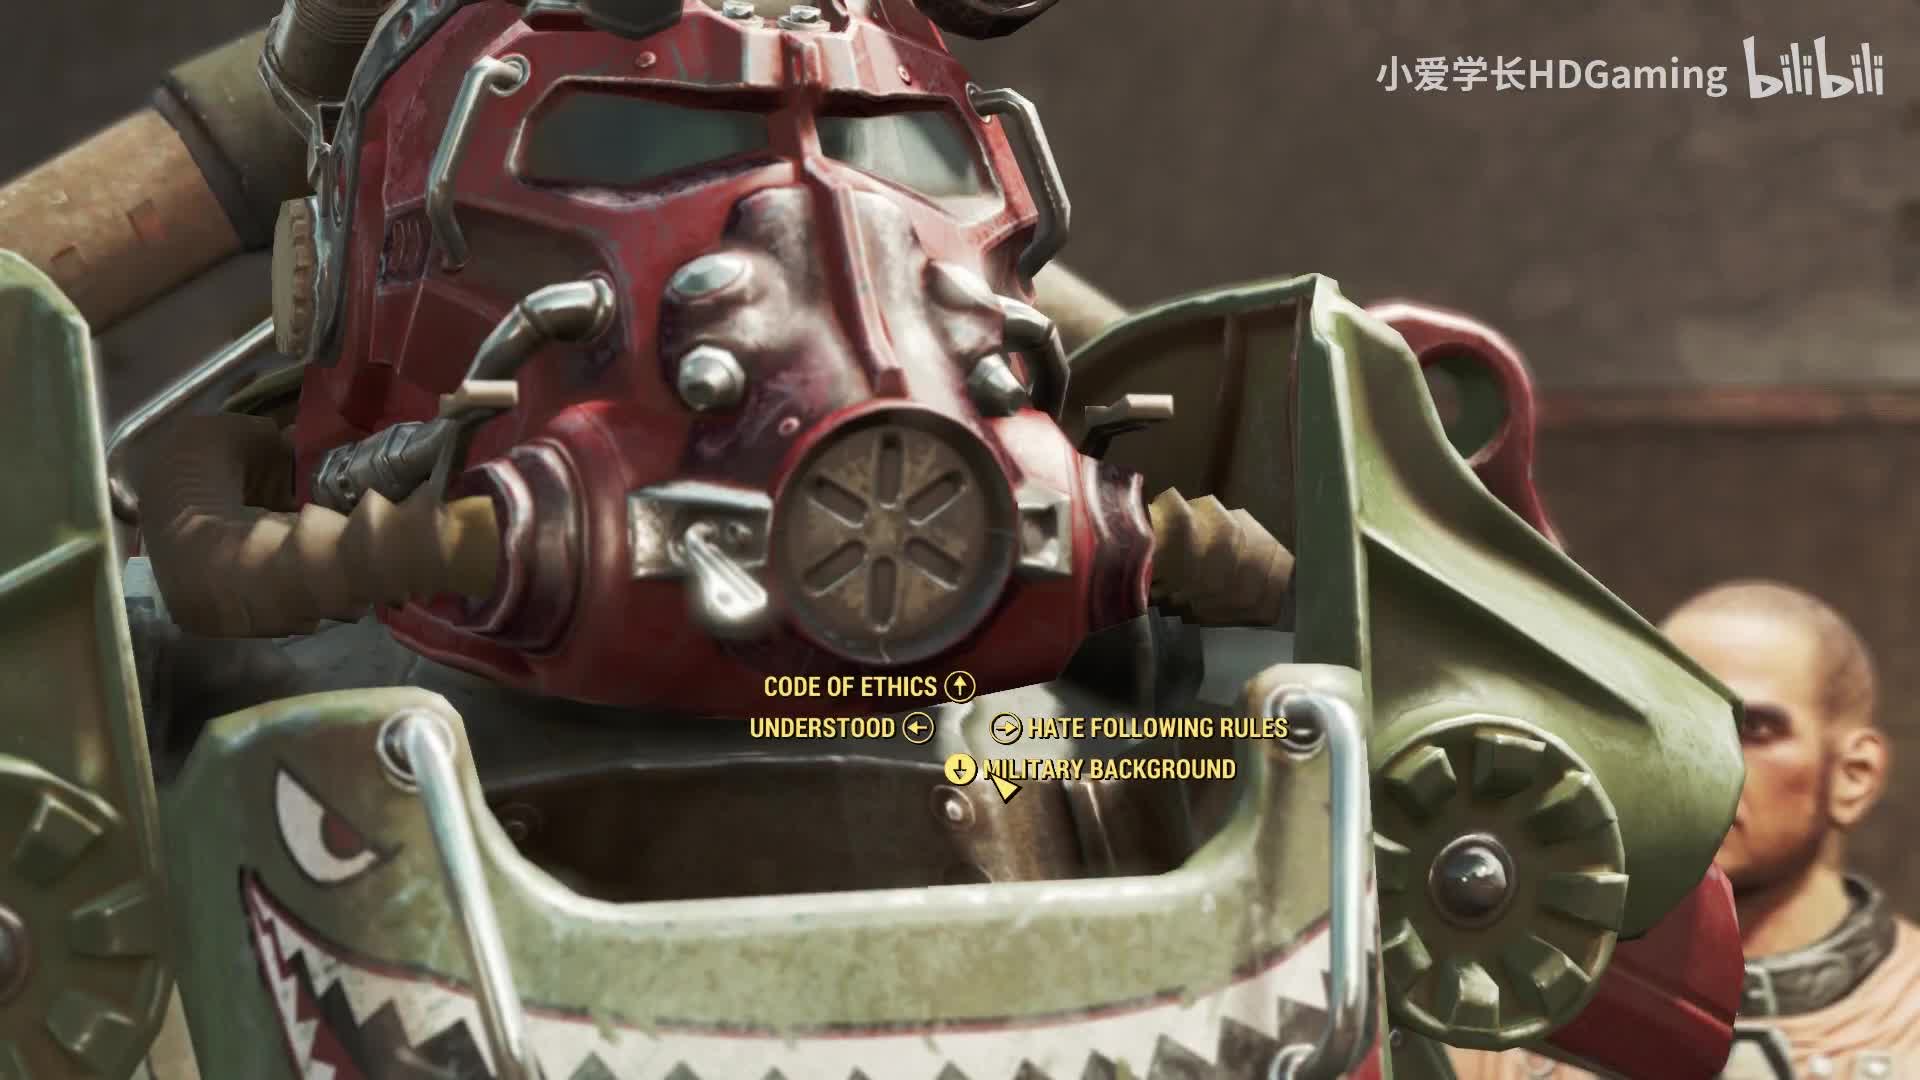 小爱学长HDGaming bilibili
CODE OF ETHICS
UNDERSTOOD
HATE FOLLOWING RULES
MILITARY BACKGROUND